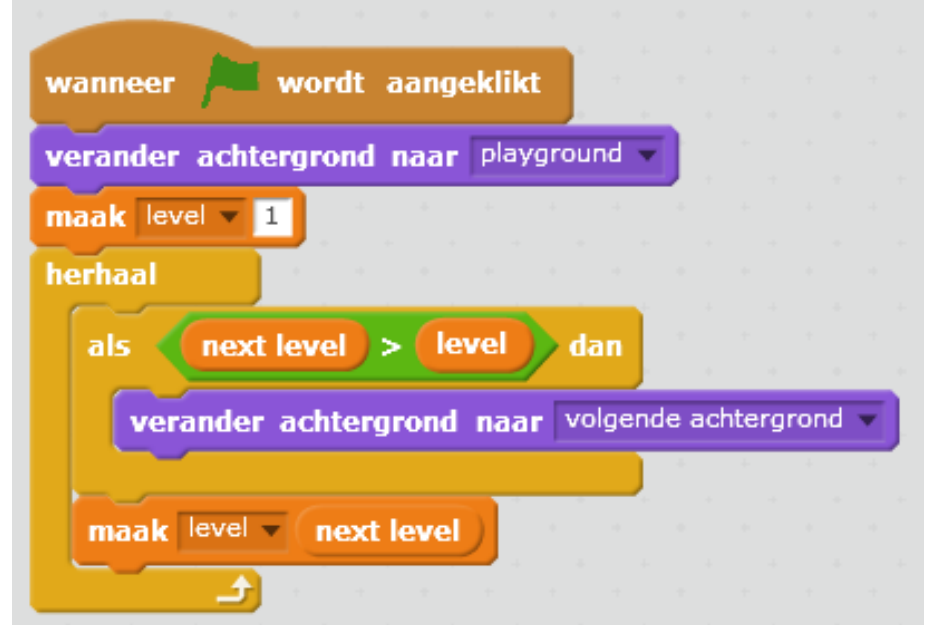 wanneer wordt aangeklikt
verander achtergrond naar playground
maak level 1
herhaal
als next level > level dan
verander achtergrond naar volgende achtergrond
maak level next level